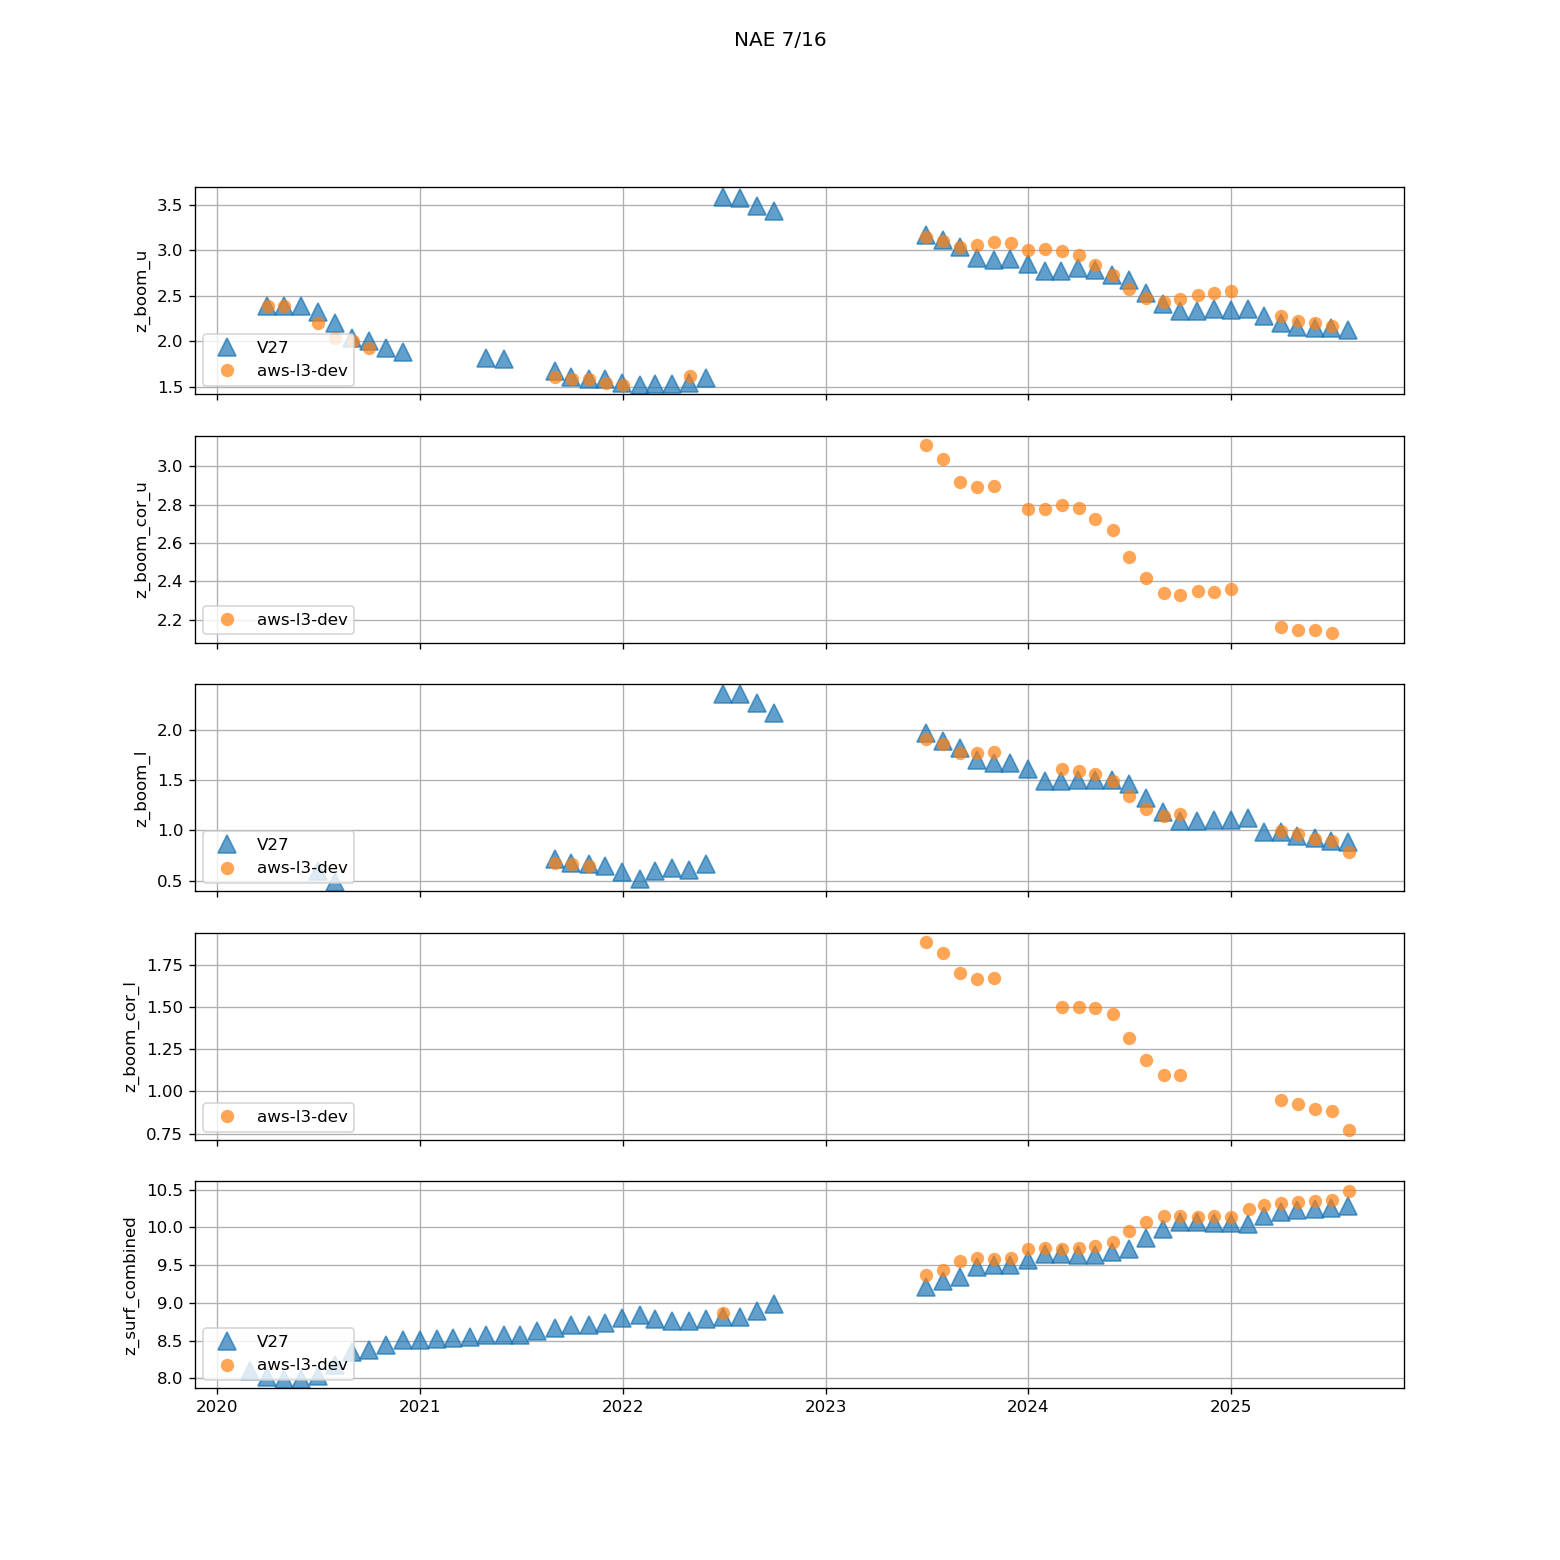 NAE 7/16
3.5
3.0
2.5
2.0
1.5
z_boom_u
V27
aws-l3-dev
3.0
2.8
2.6
2.4
2.2
z_boom_cor_u
aws-l3-dev
2.0
1.5
1.0
0.5
z_boom_l
V27
aws-l3-dev
1.75
1.50
1.25
1.00
0.75
z_boom_cor_l
aws-l3-dev
10.5
10.0
9.5
9.0
8.5
8.0
z_surf_combined
V27
aws-l3-dev
2020 2021 2022 2023 2024 2025